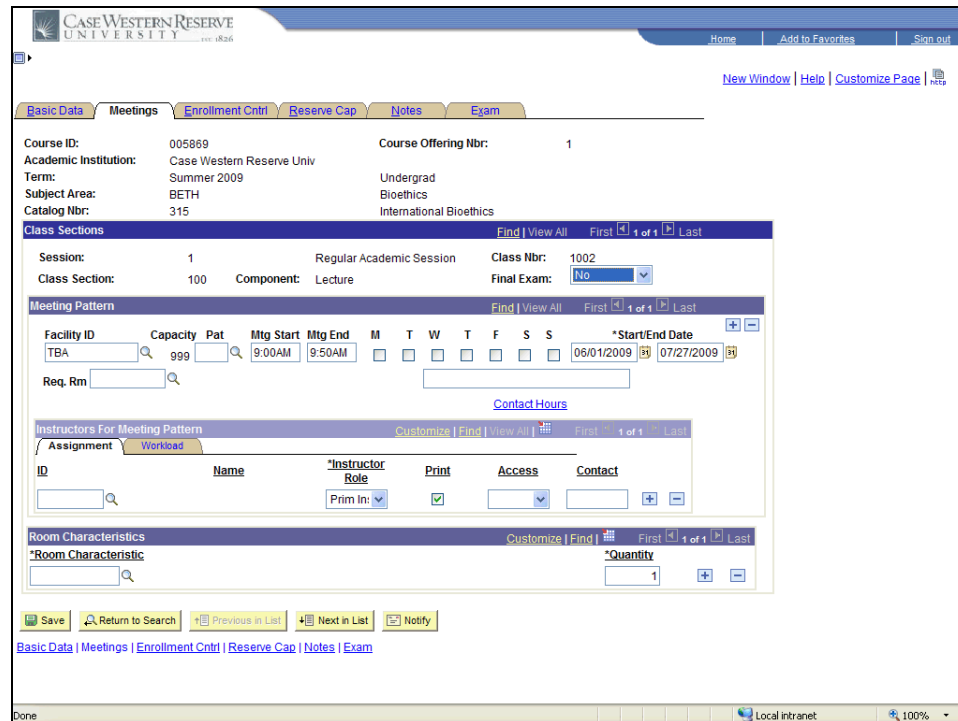 CASE WESTERN RESERVE
UNIVERSITY EST. 1826
Home Add to Favorites Sign out
New Window | Help | Customize Page | http
Basic Data Meetings Enrollment Cntrl Reserve Cap Notes Exam
Course ID: 005869 Course Offering Nbr: 1
Academic Institution: Case Western Reserve Univ
Term: Summer 2009 Undergrad
Subject Area: BETH Bioethics
Catalog Nbr: 315 International Bioethics
Class Sections Find | View All First 1 of 1 Last
Session: 1 Regular Academic Session Class Nbr: 1002
Class Section: 100 Component: Lecture Final Exam: No
Meeting Pattern Find | View All First 1 of 1 Last
Facility ID Capacity Pat Mtg Start Mtg End M T W T F S S *Start/End Date
TBA 999 9:00AM 9:50AM 06/01/2009 31 07/27/2009 31
Req. Rm
Contact Hours
Instructors For Meeting Pattern Customize | Find | View All | First 1 of 1 Last
Assignment Workload
ID Name *Instructor Role Print Access Contact
Prim In:
Room Characteristics Customize | Find | First 1 of 1 Last
*Room Characteristic *Quantity
1
Save Return to Search Previous in List Next in List Notify
Basic Data | Meetings | Enrollment Cntrl | Reserve Cap | Notes | Exam
Done Local intranet 100%